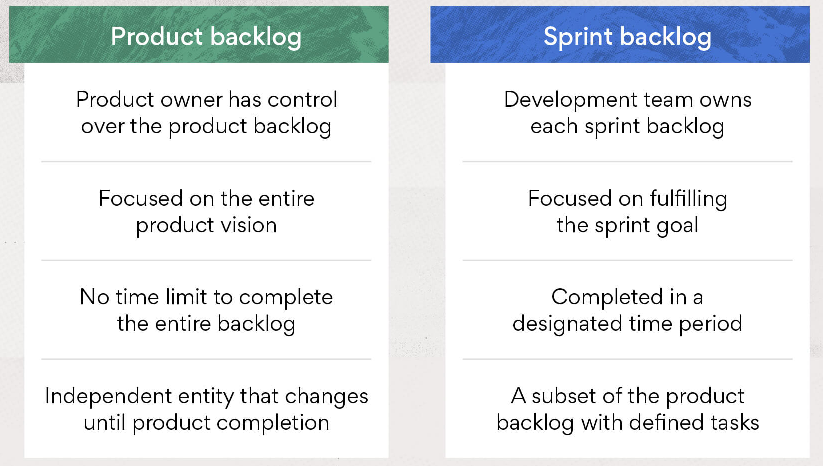 Product backlog
Product owner has control
over the product backlog
Focused on the entire
product vision
No time limit to complete
the entire backlog
Independent entity that changes
until product completion
Sprint backlog
Development team owns
each sprint backlog
Focused on fulfilling
the sprint goal
Completed in a
designated time period
A subset of the product
backlog with defined tasks